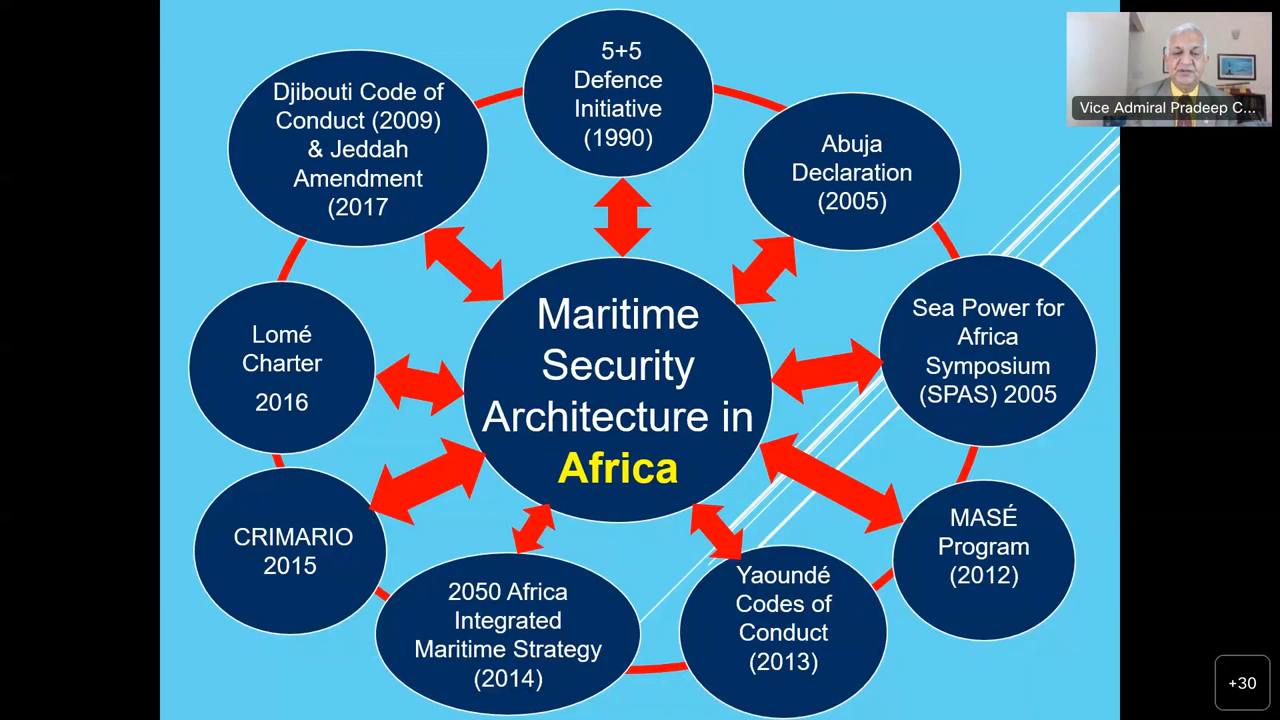 5+5
Defence
Initiative
(1990)
Vice Admiral Pradeep C...
Djibouti Code of
Conduct (2009)
& Jeddah
Amendment
(2017
Abuja
Declaration
(2005)
Sea Power for
Africa
Symposium
(SPAS) 2005
Maritime
Security
Architecture in
Africa
Lomé
Charter
2016
MASÉ
Program
(2012)
CRIMARIO
2015
Yaoundé
Codes of
Conduct
(2013)
2050 Africa
Integrated
Maritime Strategy
(2014)
+30